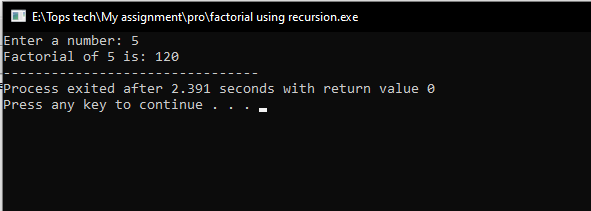 E:\Tops tech\My assignment\pro\factorial using recursion.exe
Enter a number: 5
Factorial of 5 is: 120
--------------------------------
Process exited after 2.391 seconds with return value 0
Press any key to continue . . .